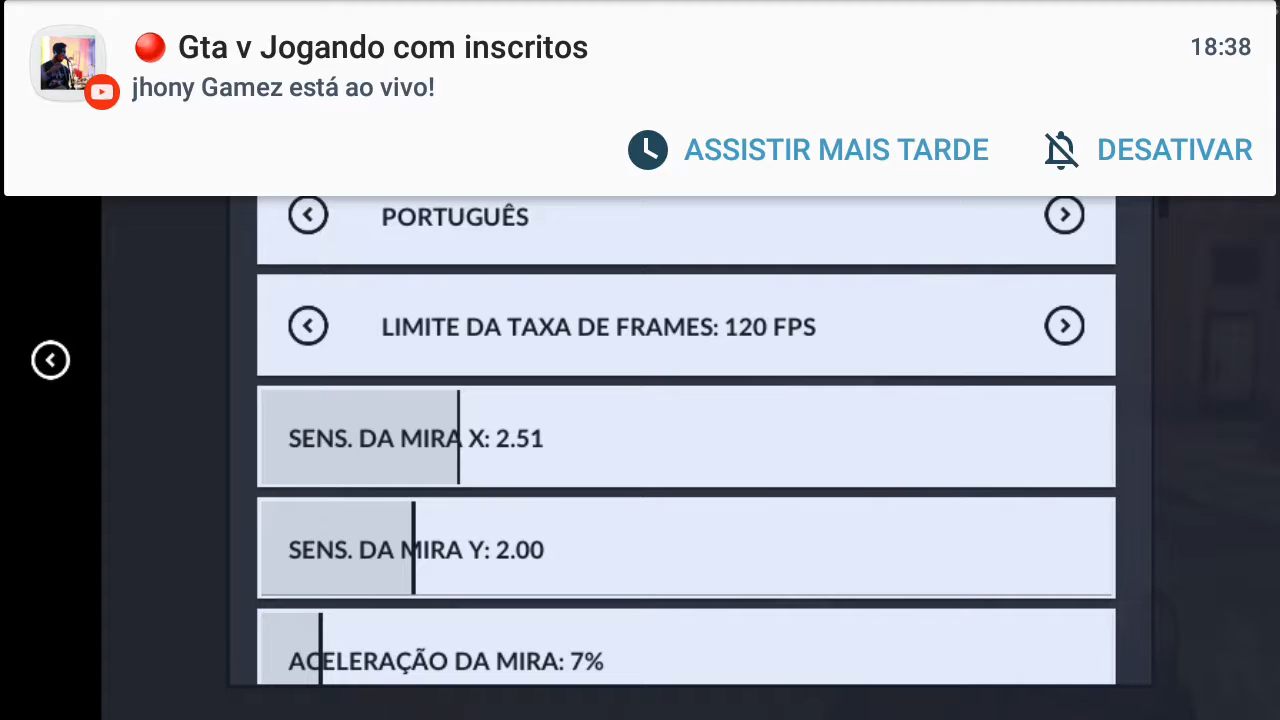 🔴 Gta v Jogando com inscritos
18:38
jhony Gamez está ao vivo!
ASSISTIR MAIS TARDE
DESATIVAR
PORTUGUÊS
LIMITE DA TAXA DE FRAMES: 120 FPS
SENS. DA MIRA X: 2.51
SENS. DA MIRA Y: 2.00
ACELERAÇÃO DA MIRA: 7%